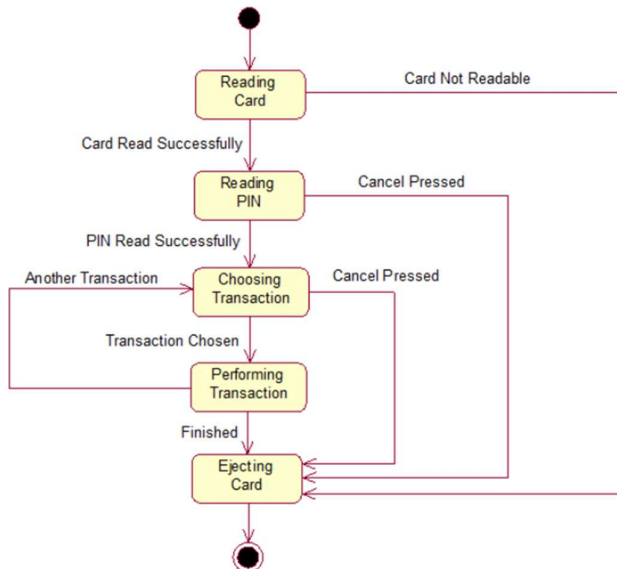 Reading
Card
Card Not Readable
Card Read Successfully
Reading
PIN
Cancel Pressed
PIN Read Successfully
Another Transaction
Choosing
Transaction
Cancel Pressed
Transaction Chosen
Performing
Transaction
Finished
Ejecting
Card